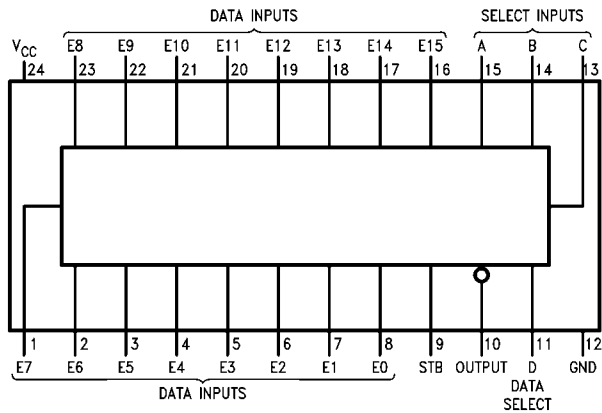 DATA INPUTS SELECT INPUTS
VCC E8 E9 E10 E11 E12 E13 E14 E15 A B C
24 23 22 21 20 19 18 17 16 15 14 13
1 2 3 4 5 6 7 8 9 10 11 12
E7 E6 E5 E4 E3 E2 E1 E0 STB OUTPUT D GND
DATA INPUTS DATA
SELECT